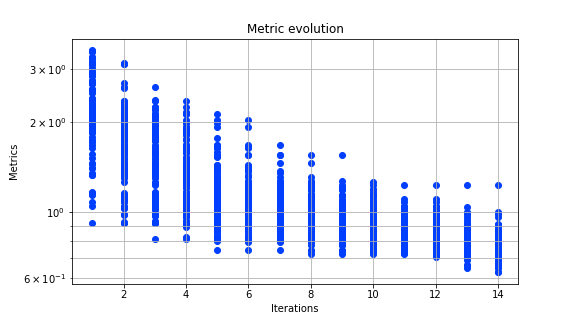 Metric evolution
3 × 10⁰
2 × 10⁰
10⁰
6 × 10⁻¹
Metrics
2 4 6 8 10 12 14
Iterations